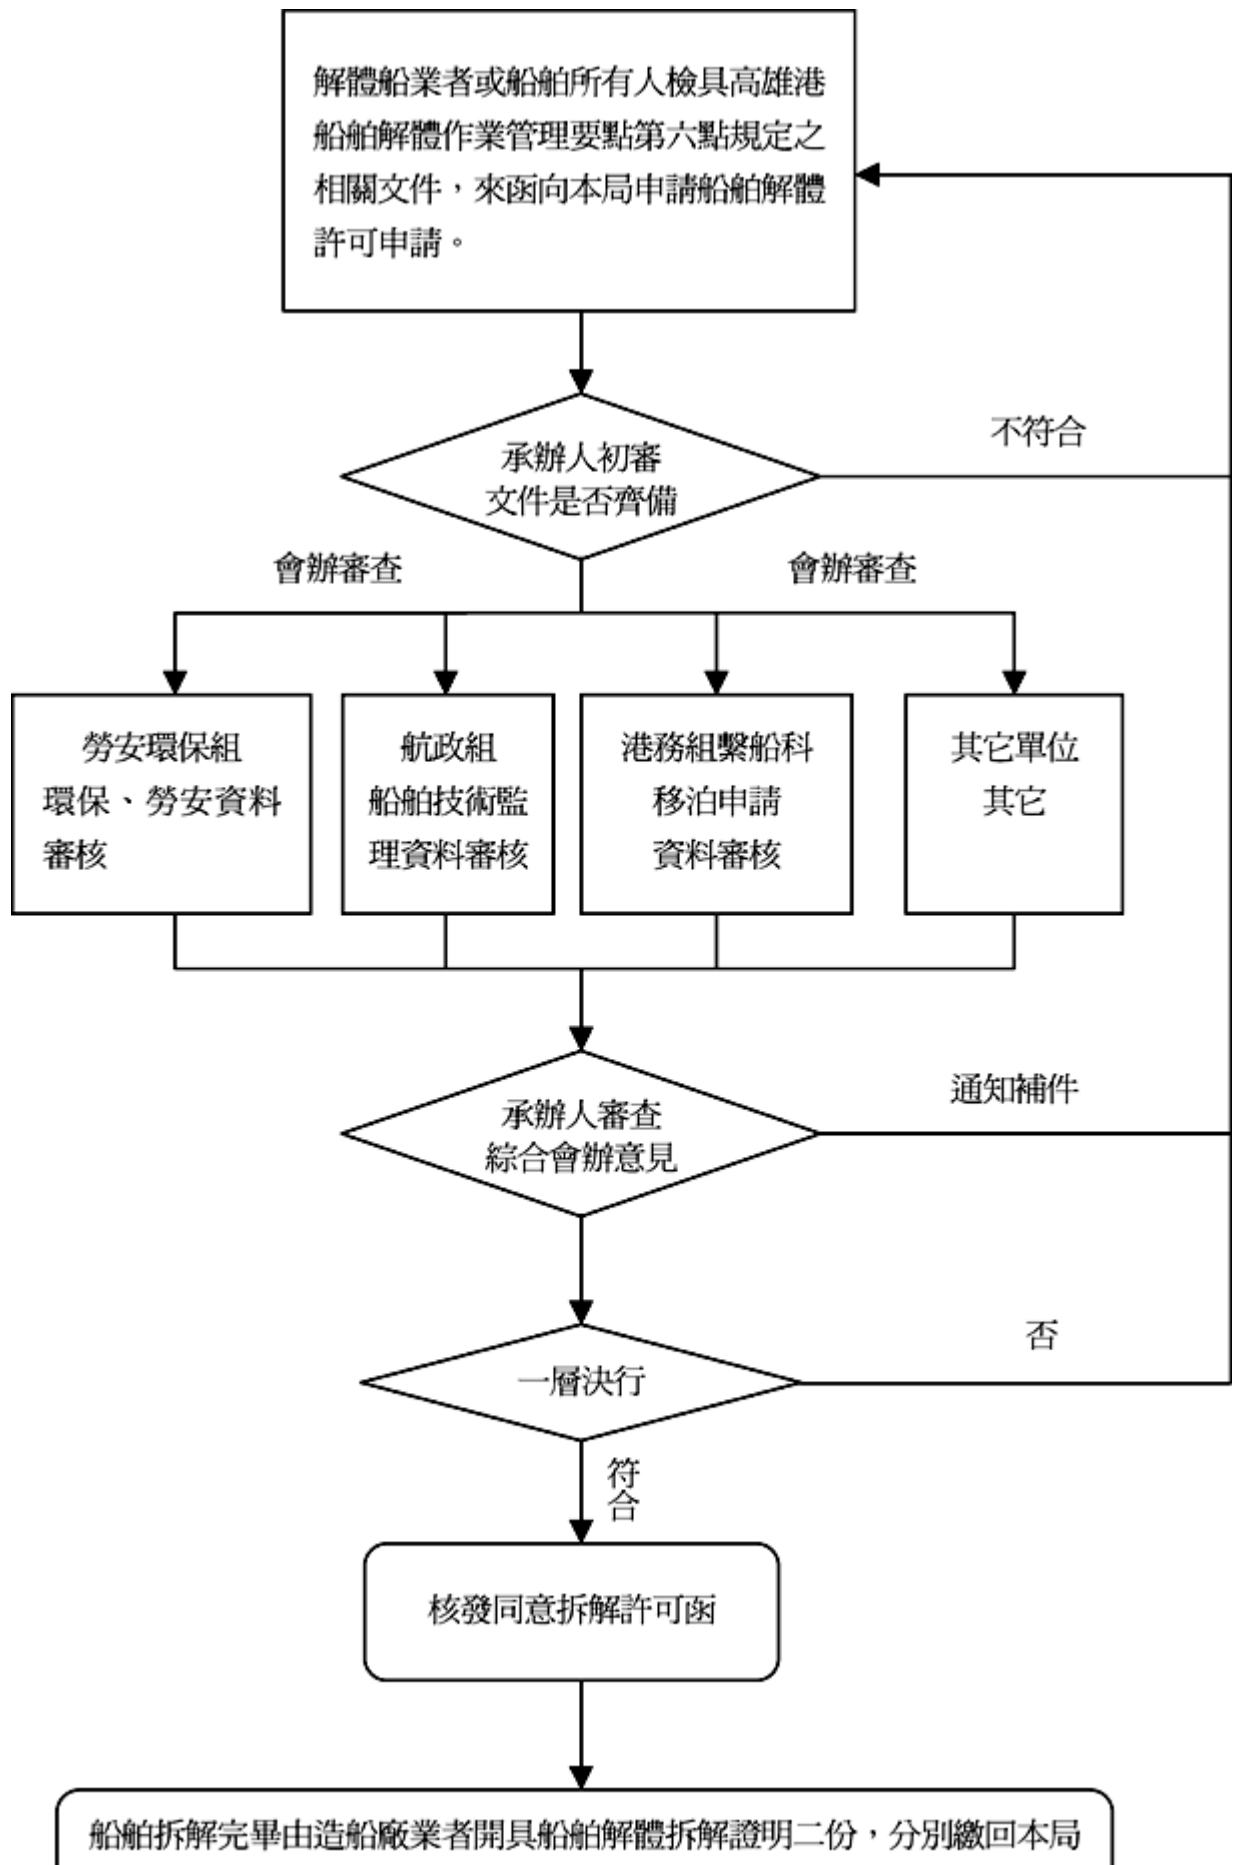 解體船業者或船舶所有人檢具高雄港
船舶解體作業管理要點第六點規定之
相關文件，來函向本局申請船舶解體
許可申請。
不符合
承辦人初審
文件是否齊備
會辦審查
會辦審查
勞安環保組
環保、勞安資料
審核
航政組
船舶技術監
理資料審核
港務組繫船科
移泊申請
資料審核
其它單位
其它
通知補件
承辦人審查
綜合會辦意見
否
一層決行
符合
核發同意拆解許可函
船舶拆解完畢由造船廠業者開具船舶解體拆解證明二份，分別繳回本局